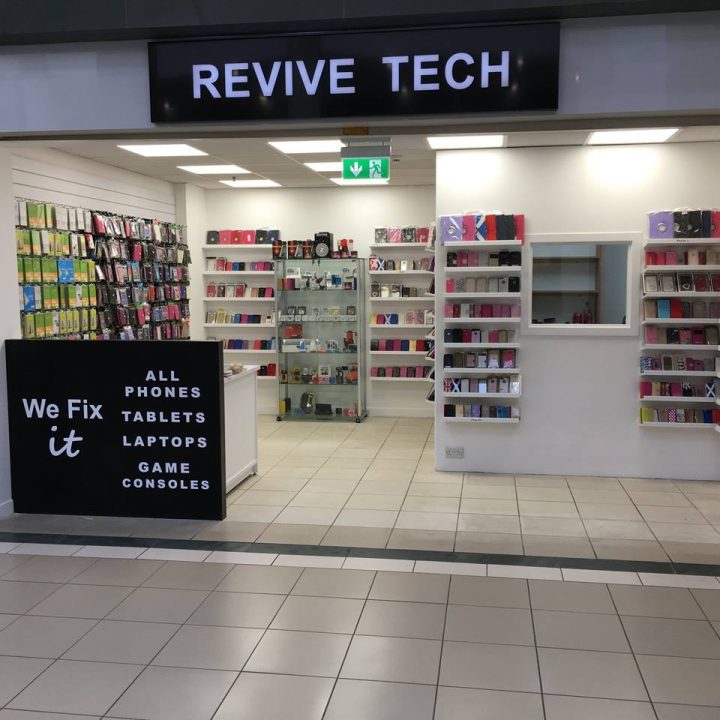 REVIVE TECH
We Fix
it
ALL
PHONES
TABLETS
LAPTOPS
GAME
CONSOLES